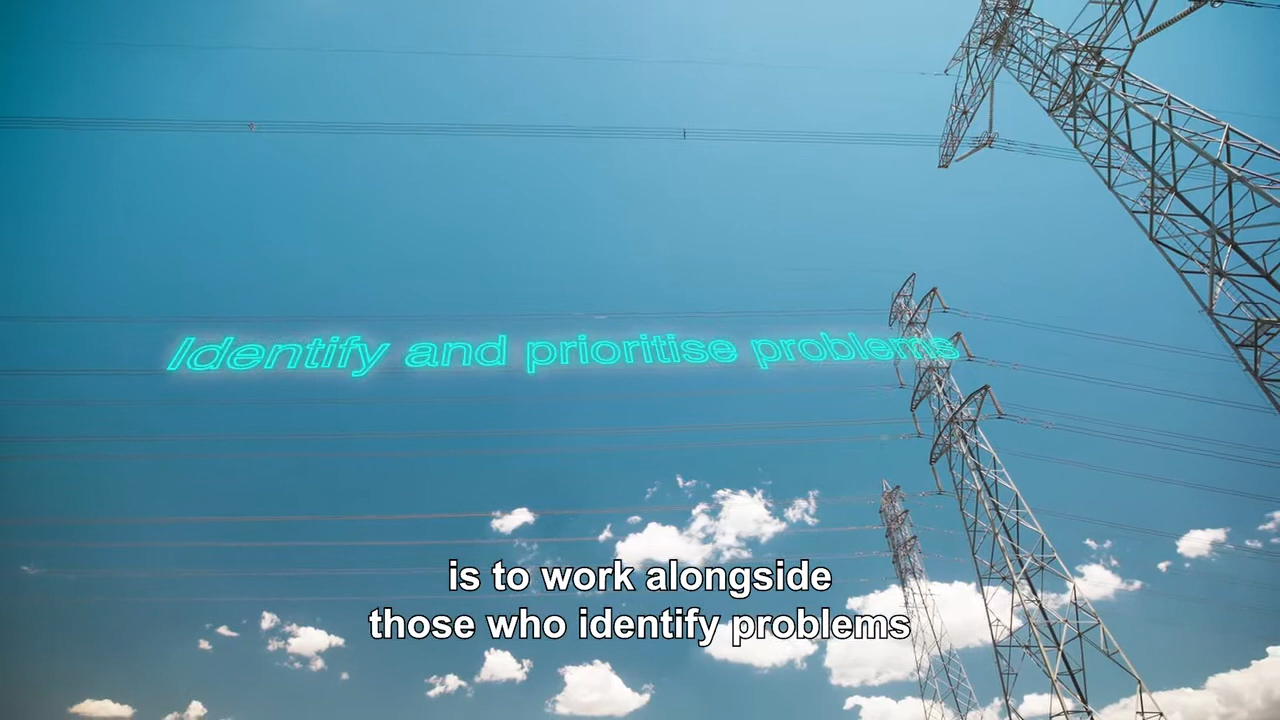 Identify and prioritise problems
is to work alongside
those who identify problems